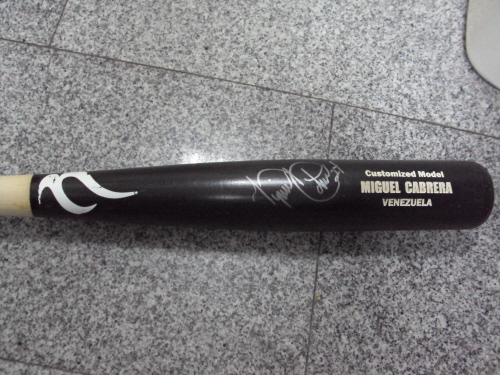 Customized Model
MIGUEL CABRERA
VENEZUELA